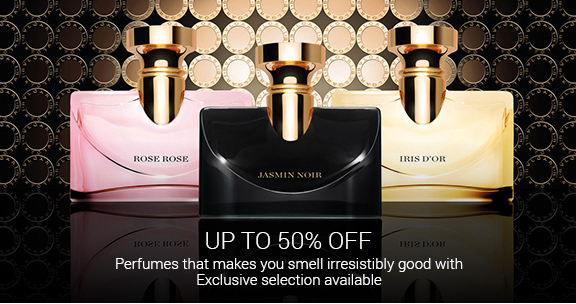 ROSE ROSE
JASMIN NOIR
IRIS D'OR
UP TO 50% OFF
Perfumes that makes you smell irresistibly good with
Exclusive selection available